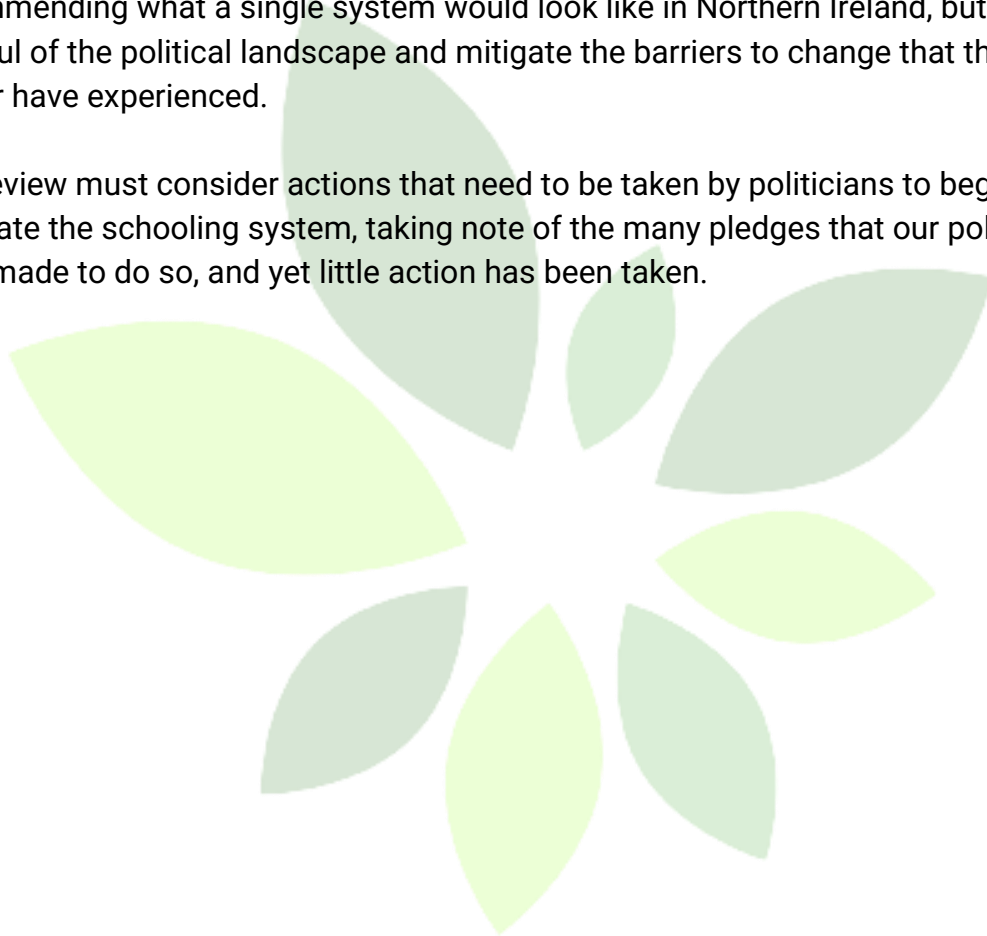 mmending what a single system would look like in Northern Ireland, but
ul of the political landscape and mitigate the barriers to change that th
r have experienced.
eview must consider actions that need to be taken by politicians to beg
ate the schooling system, taking note of the many pledges that our pol
made to do so, and yet little action has been taken.